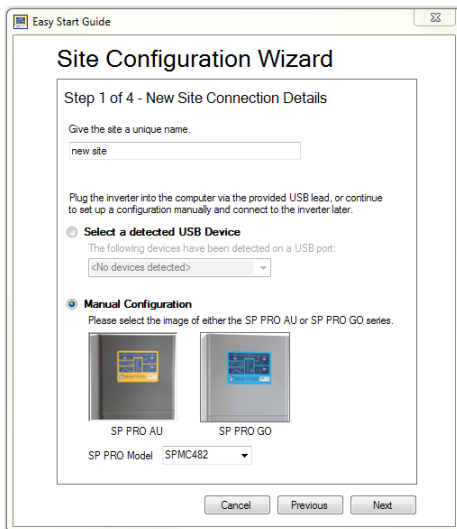 Easy Start Guide
Site Configuration Wizard
Step 1 of 4 - New Site Connection Details
Give the site a unique name.
new site
Plug the inverter into the computer via the provided USB lead, or continue
to set up a configuration manually and connect to the inverter later.
Select a detected USB Device
The following devices have been detected on a USB port:
<No devices detected>
Manual Configuration
Please select the image of either the SP PRO AU or SP PRO GO series.
SP PRO AU
SP PRO GO
SP PRO Model
SPMC482
Cancel
Previous
Next